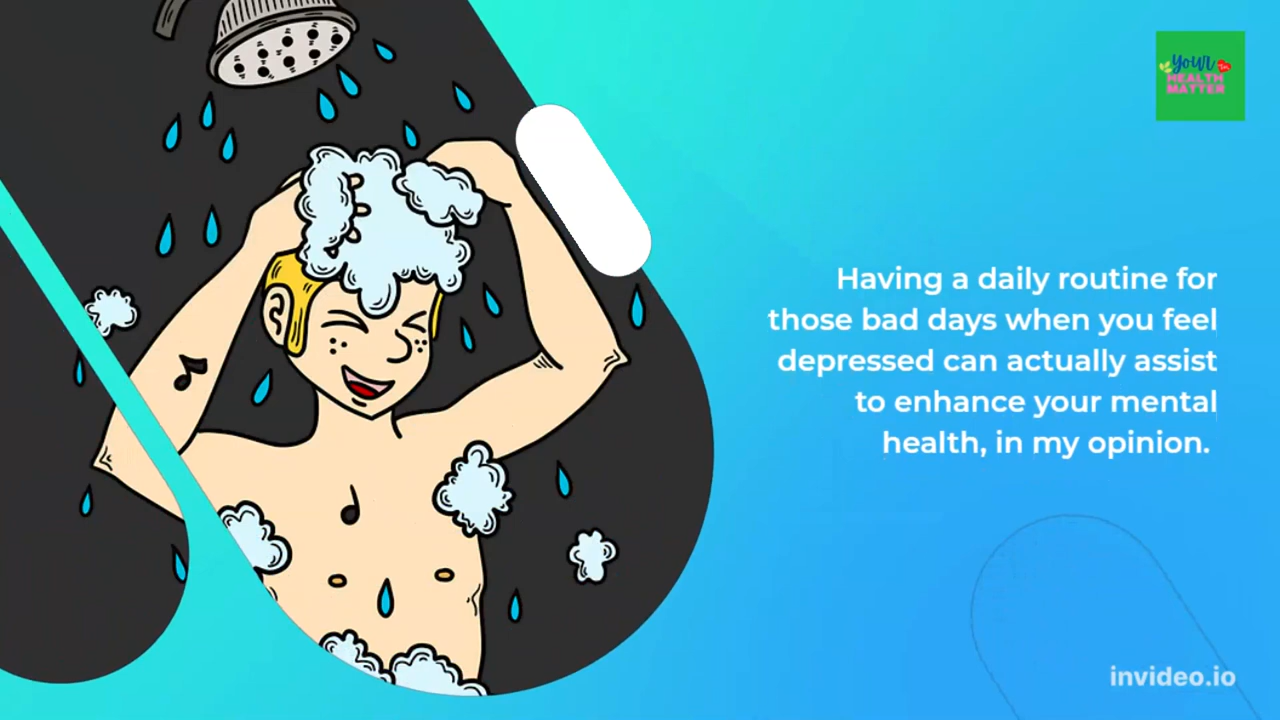 your
HEALTH
MATTER
Having a daily routine for
those bad days when you feel
depressed can actually assist
to enhance your mental
health, in my opinion.
invideo.io